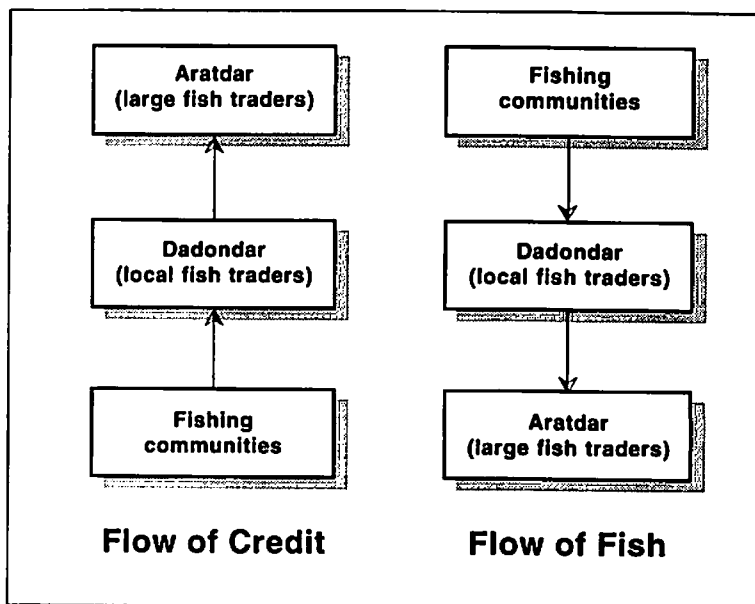 Aratdar
(large fish traders)
Dadondar
(local fish traders)
Fishing
communities
Flow of Credit
Fishing
communities
Dadondar
(local fish traders)
Aratdar
(large fish traders)
Flow of Fish